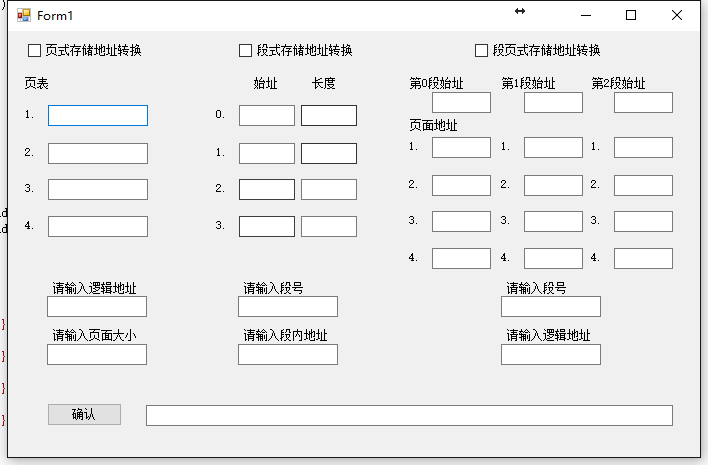 )
Form1
页式存储地址转换 段式存储地址转换 段页式存储地址转换
页表 始址 长度 第0段始址 第1段始址 第2段始址
页面地址
1. 0. 1. 1. 1.
2. 1. 2. 2. 2.
3. 2. 3. 3. 3.
4. 3. 4. 4. 4.
id
id
请输入逻辑地址 请输入段号 请输入段号
}
请输入页面大小 请输入段内地址 请输入逻辑地址
}
}
确认
}